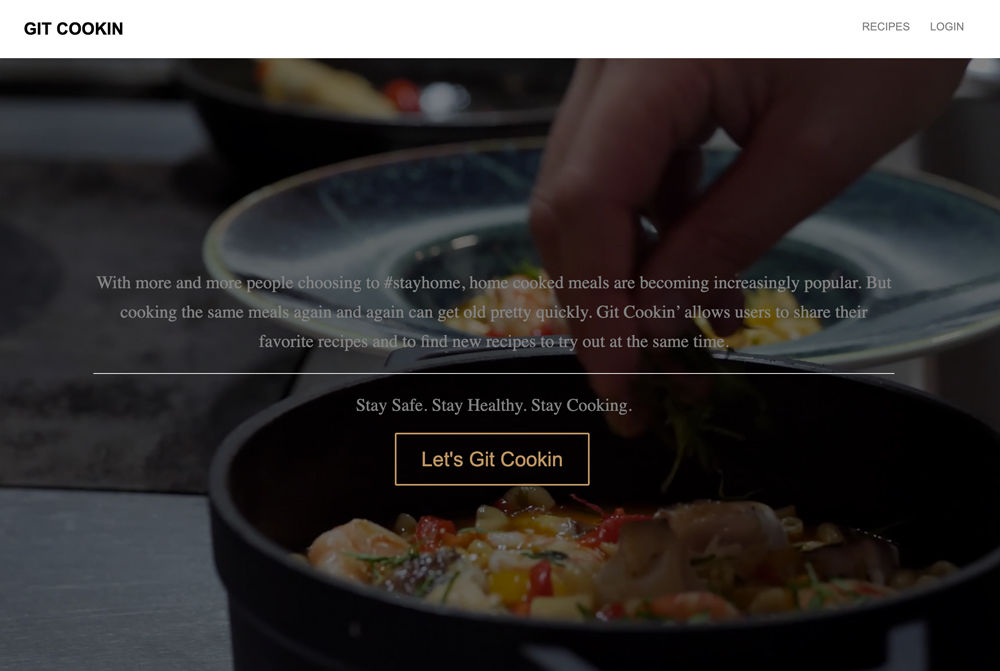 GIT COOKIN
RECIPES LOGIN
With more and more people choosing to #stayhome, home cooked meals are becoming increasingly popular. But
cooking the same meals again and again can get old pretty quickly. Git Cookin’ allows users to share their
favorite recipes and to find new recipes to try out at the same time.
Stay Safe. Stay Healthy. Stay Cooking.
Let's Git Cookin